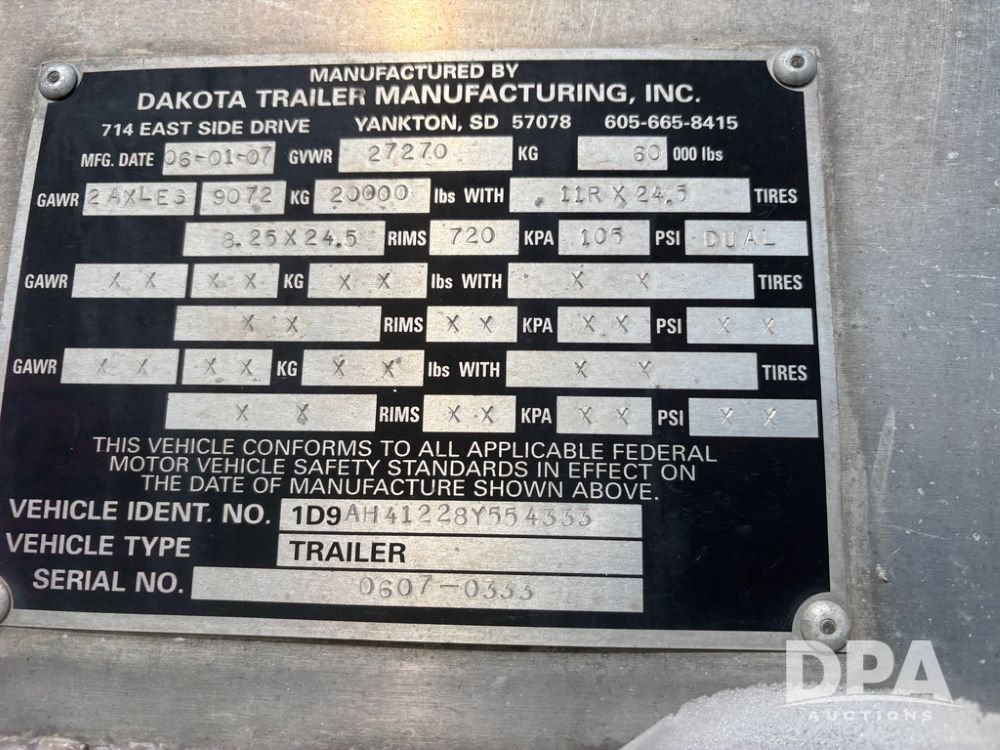 MANUFACTURED BY
DAKOTA TRAILER MANUFACTURING, INC.
714 EAST SIDE DRIVE YANKTON, SD 57078 605-665-8415
MFG. DATE 06-01-07 GVWR 27270 KG 60 000 lbs
GAWR 2 AXLES 9072 KG 20000 lbs WITH 11R X 24.5 TIRES
8.25 X 24.5 RIMS 720 KPA 105 PSI DUAL
GAWR X X X X KG X X lbs WITH X X TIRES
X X RIMS X X KPA X X PSI X X
GAWR X X X X KG X X lbs WITH X X TIRES
X X RIMS X X KPA X X PSI X X
THIS VEHICLE CONFORMS TO ALL APPLICABLE FEDERAL
MOTOR VEHICLE SAFETY STANDARDS IN EFFECT ON
THE DATE OF MANUFACTURE SHOWN ABOVE.
VEHICLE IDENT. NO. 1D9AH41228Y554333
VEHICLE TYPE TRAILER
SERIAL NO. 0607-0333
DPA
AUCTIONS